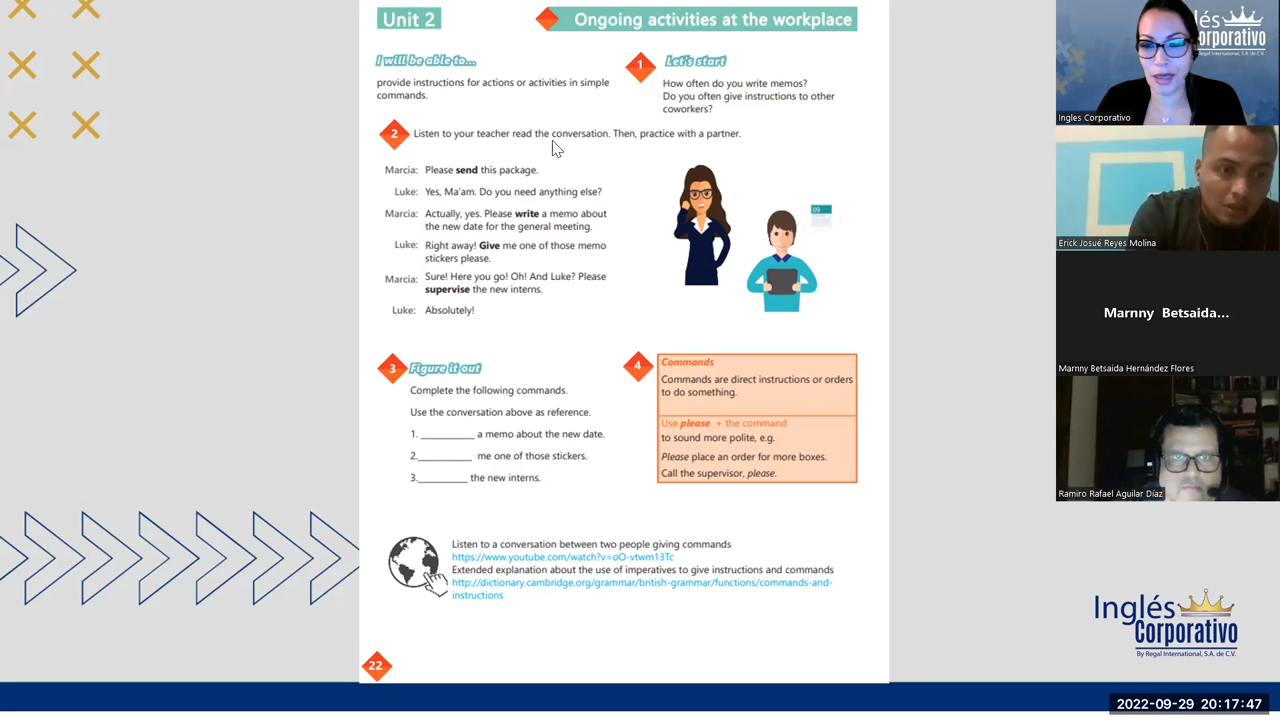 Unit 2
Ongoing activities at the workplace
I will be able to...
provide instructions for actions or activities in simple
commands.
1
Let's start
How often do you write memos?
Do you often give instructions to other
coworkers?
2
Listen to your teacher read the conversation. Then, practice with a partner.
Marcia: Please send this package.
Luke: Yes, Ma'am. Do you need anything else?
Marcia: Actually, yes. Please write a memo about
the new date for the general meeting.
Luke: Right away! Give me one of those memo
stickers please.
Marcia: Sure! Here you go! Oh! And Luke? Please
supervise the new interns.
Luke: Absolutely!
09
3
Figure it out
Complete the following commands.
Use the conversation above as reference.
1. __________ a memo about the new date.
2.__________ me one of those stickers.
3._________ the new interns.
4
Commands
Commands are direct instructions or orders
to do something.
Use please + the command
to sound more polite, e.g.
Please place an order for more boxes.
Call the supervisor, please.
Listen to a conversation between two people giving commands
https://www.youtube.com/watch?v=oO-vtwm13Tc
Extended explanation about the use of imperatives to give instructions and commands
http://dictionary.cambridge.org/grammar/british-grammar/functions/commands-and-
instructions
22
lés
Corporativo
By Regal International, S.A. de C.V.
Ingles Corporativo
Erick Josué Reyes Molina
Marnny Betsaida...
Marnny Betsaida Hernández Flores
Ramiro Rafael Aguilar Díaz
Inglés
Corporativo
By Regal International, S.A. de C.V.
2022-09-29 20:17:47